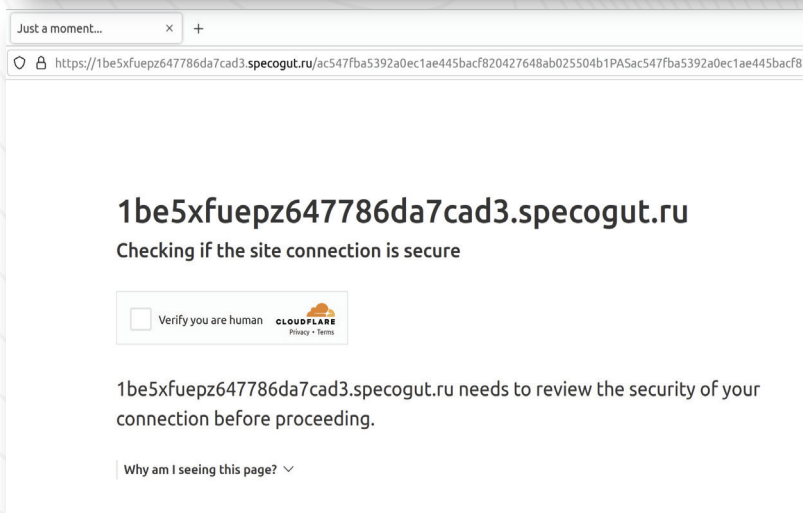 Just a moment...
https://1be5xfuepz647786da7cad3.specogut.ru/ac547fba5392a0ec1ae445bacf820427648ab025504b1PASac547fba5392a0ec1ae445bacf8
1be5xfuepz647786da7cad3.specogut.ru
Checking if the site connection is secure
Verify you are human
CLOUDFLARE
Privacy • Terms
1be5xfuepz647786da7cad3.specogut.ru needs to review the security of your
connection before proceeding.
Why am I seeing this page?